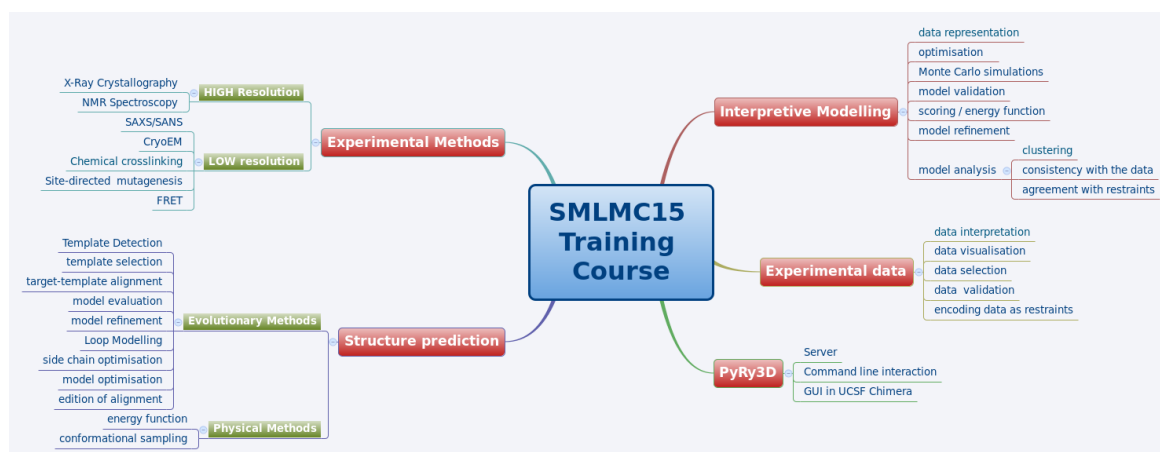 SMLMC15
Training
Course
Experimental Methods
HIGH Resolution
X-Ray Crystallography
NMR Spectroscopy
LOW resolution
SAXS/SANS
CryoEM
Chemical crosslinking
Site-directed mutagenesis
FRET
Structure prediction
Evolutionary Methods
Template Detection
template selection
target-template alignment
model evaluation
model refinement
Loop Modelling
side chain optimisation
model optimisation
edition of alignment
Physical Methods
energy function
conformational sampling
Interpretive Modelling
data representation
optimisation
Monte Carlo simulations
model validation
scoring / energy function
model refinement
model analysis
clustering
consistency with the data
agreement with restraints
Experimental data
data interpretation
data visualisation
data selection
data validation
encoding data as restraints
PyRy3D
Server
Command line interaction
GUI in UCSF Chimera